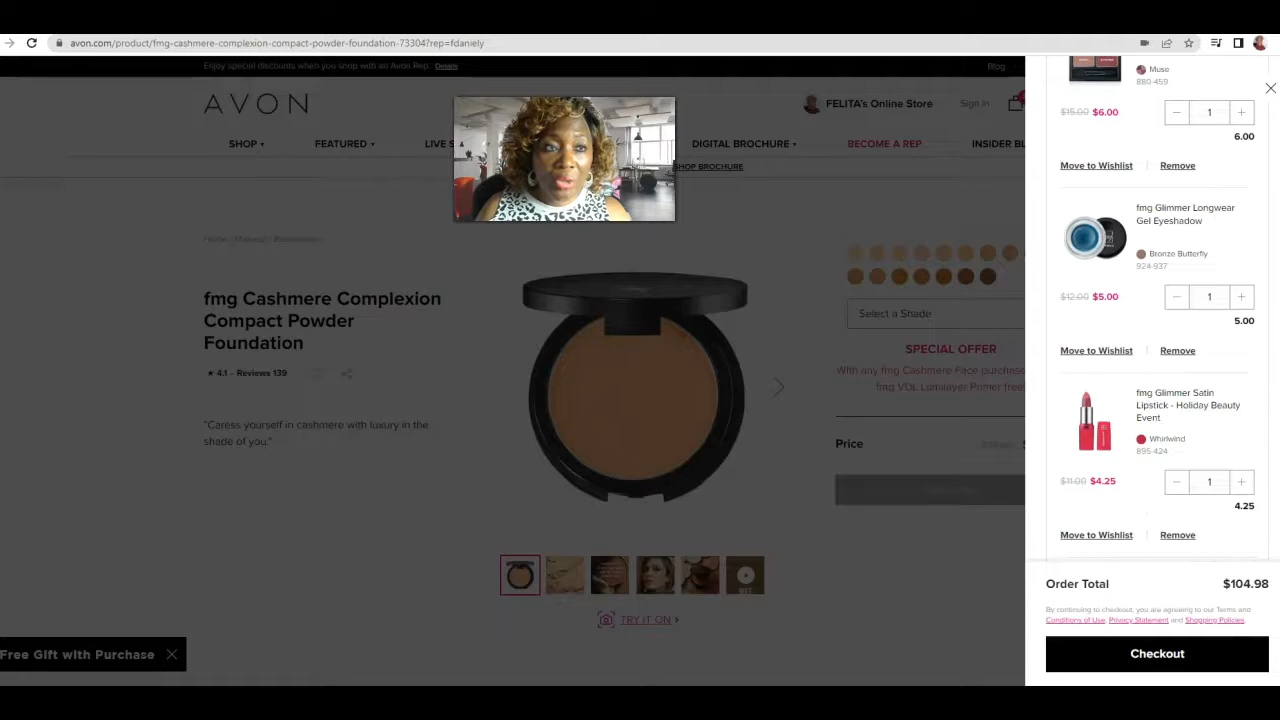 avon.com/product/fmg-cashmere-complexion-compact-powder-foundation-73304?rep=fdaniely
Enjoy special discounts when you shop with an Avon Rep. Details
Blog
AVON
FELITA's Online Store
Sign In
SHOP
FEATURED
LIVE S
DIGITAL BROCHURE
BECOME A REP
INSIDER BL
SHOP BROCHURE
Home / Makeup /
fmg Cashmere Complexion
Compact Powder
Foundation
★ 4.1 – Reviews 139
"Caress yourself in cashmere with luxury in the
shade of you."
TRY IT ON >
Select a Shade
SPECIAL OFFER
With any fmg Cashmere Face purchase
fmg VOL Lumilayer Primer free
Price
Free Gift with Purchase
Muse
880-459
$15.00 $6.00
− 1 +
6.00
Move to Wishlist
Remove
fmg Glimmer Longwear
Gel Eyeshadow
Bronze Butterfly
924-937
$12.00 $5.00
− 1 +
5.00
Move to Wishlist
Remove
fmg Glimmer Satin
Lipstick - Holiday Beauty
Event
Whirlwind
895-424
$11.00 $4.25
− 1 +
4.25
Move to Wishlist
Remove
Order Total
$104.98
By continuing to checkout, you are agreeing to our Terms and
Conditions of Use, Privacy Statement and Shopping Policies.
Checkout